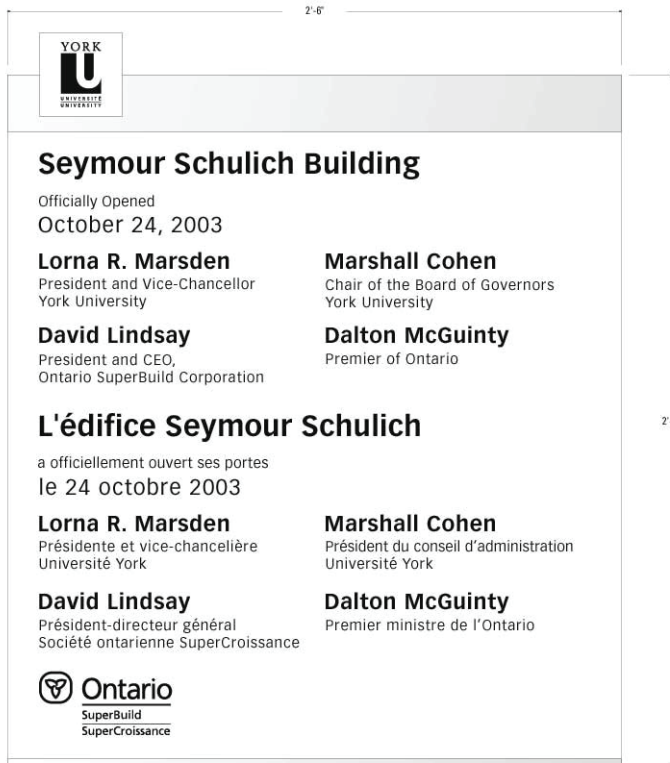 2'-6"
YORK
U
UNIVERSITÉ
UNIVERSITY
Seymour Schulich Building
Officially Opened
October 24, 2003
Lorna R. Marsden
President and Vice-Chancellor
York University
Marshall Cohen
Chair of the Board of Governors
York University
David Lindsay
President and CEO,
Ontario SuperBuild Corporation
Dalton McGuinty
Premier of Ontario
L'édifice Seymour Schulich
a officiellement ouvert ses portes
le 24 octobre 2003
Lorna R. Marsden
Présidente et vice-chancelière
Université York
Marshall Cohen
Président du conseil d'administration
Université York
David Lindsay
Président-directeur général
Société ontarienne SuperCroissance
Dalton McGuinty
Premier ministre de l'Ontario
Ontario
SuperBuild
SuperCroissance
2'